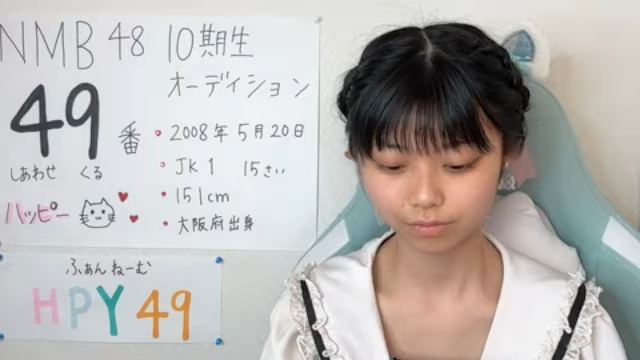 NMB48 10期生
オーディション
49番
しあわせ くる
ハッピー
・2008年5月20日
・JK1 15さい
・151cm
・大阪府出身
ふぁんねーむ
HPY49